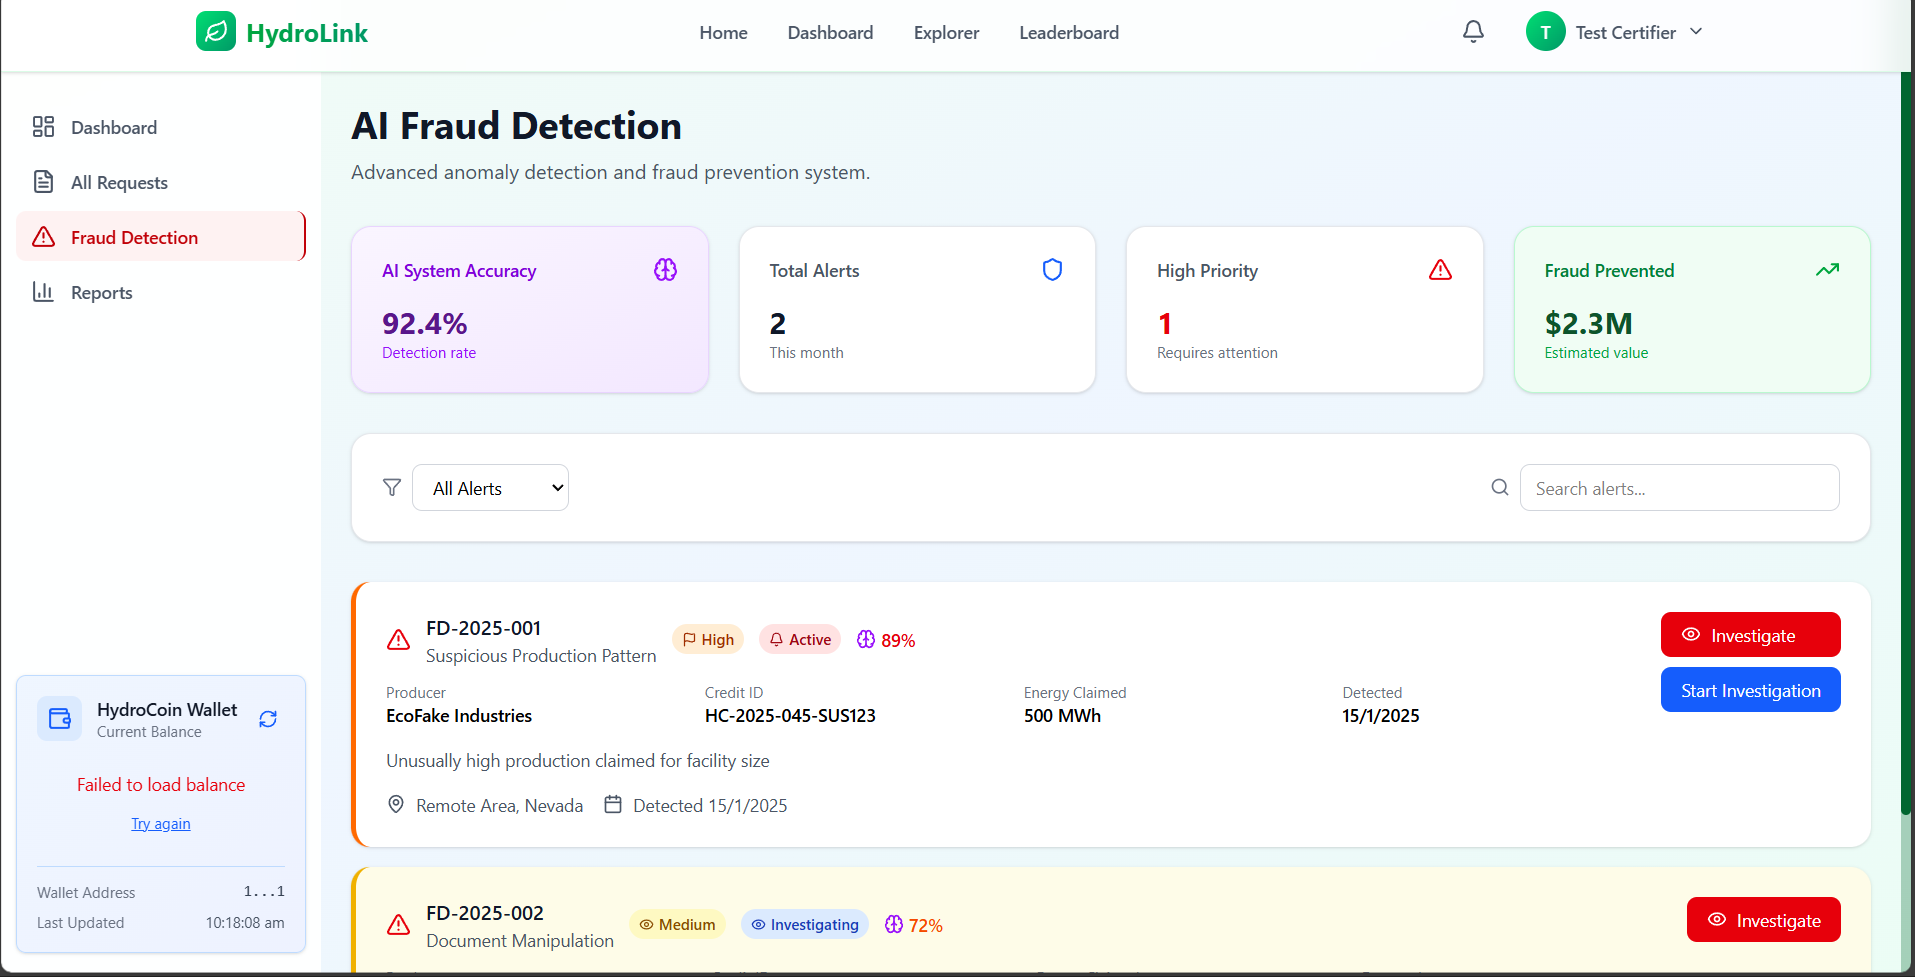 HydroLink
Home Dashboard Explorer Leaderboard
T Test Certifier
Dashboard
All Requests
Fraud Detection
Reports
HydroCoin Wallet
Current Balance
Failed to load balance
Try again
Wallet Address 1...1
Last Updated 10:18:08 am
AI Fraud Detection
Advanced anomaly detection and fraud prevention system.
AI System Accuracy
92.4%
Detection rate
Total Alerts
2
This month
High Priority
1
Requires attention
Fraud Prevented
$2.3M
Estimated value
All Alerts
Search alerts...
FD-2025-001
Suspicious Production Pattern
High Active 89%
Investigate
Start Investigation
Producer Credit ID Energy Claimed Detected
EcoFake Industries HC-2025-045-SUS123 500 MWh 15/1/2025
Unusually high production claimed for facility size
Remote Area, Nevada Detected 15/1/2025
FD-2025-002
Document Manipulation
Medium Investigating 72%
Investigate